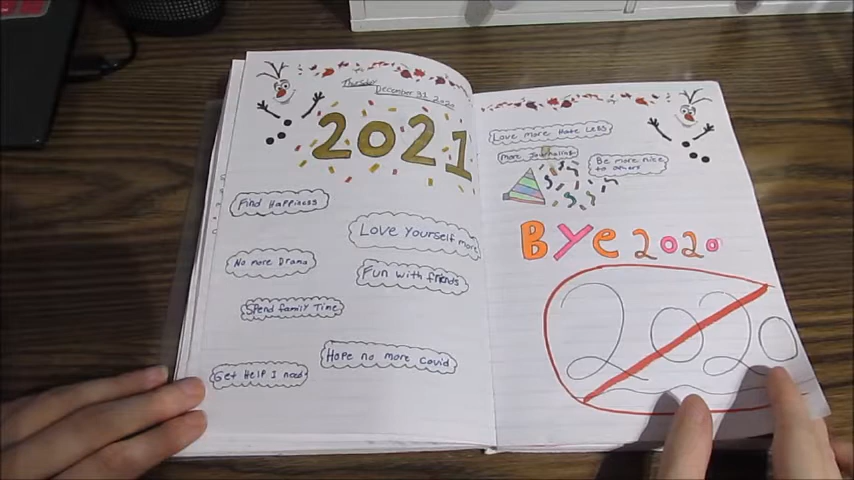 Thursday
December 31 2020
2021
Find Happiness
Love yourself more
No more Drama
Fun with friends
Spend family Time
Hope no more Covid
Get Help I need
Love more Hate Less
More Journaling
Be more nice
to others
BYe 2020
2020